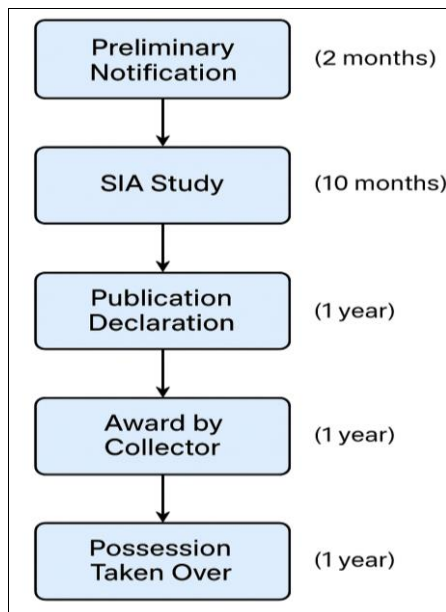 Preliminary
Notification
(2 months)
SIA Study
(10 months)
Publication
Declaration
(1 year)
Award by
Collector
(1 year)
Possession
Taken Over
(1 year)